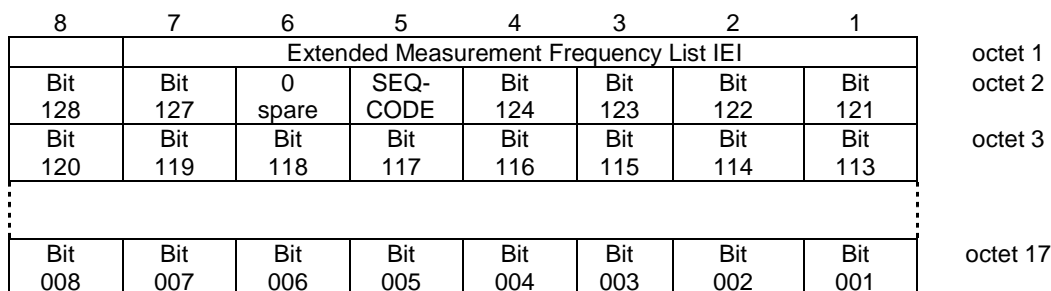 8 7 6 5 4 3 2 1
Extended Measurement Frequency List IEI octet 1
Bit Bit 0 SEQ- Bit Bit Bit Bit octet 2
128 127 spare CODE 124 123 122 121
Bit Bit Bit Bit Bit Bit Bit Bit octet 3
120 119 118 117 116 115 114 113
Bit Bit Bit Bit Bit Bit Bit Bit octet 17
008 007 006 005 004 003 002 001